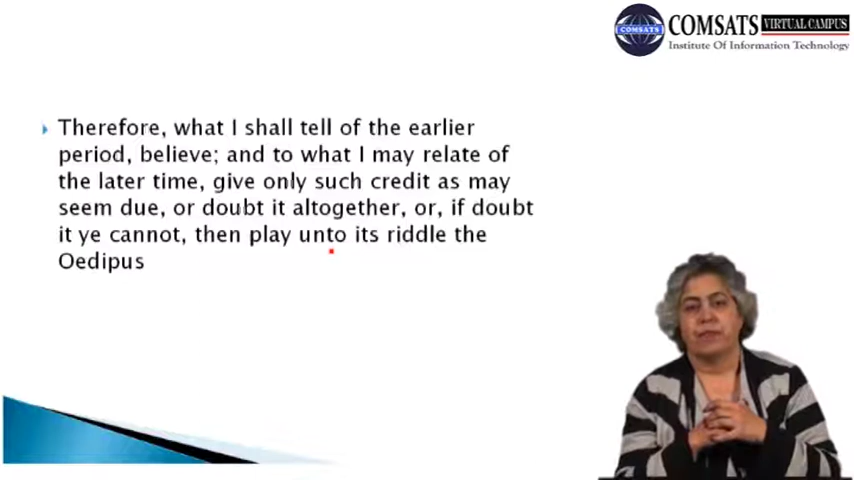 COMSATS
COMSATS VIRTUAL CAMPUS
Institute Of Information Technology
Therefore, what I shall tell of the earlier
period, believe; and to what I may relate of
the later time, give only such credit as may
seem due, or doubt it altogether, or, if doubt
it ye cannot, then play unto its riddle the
Oedipus